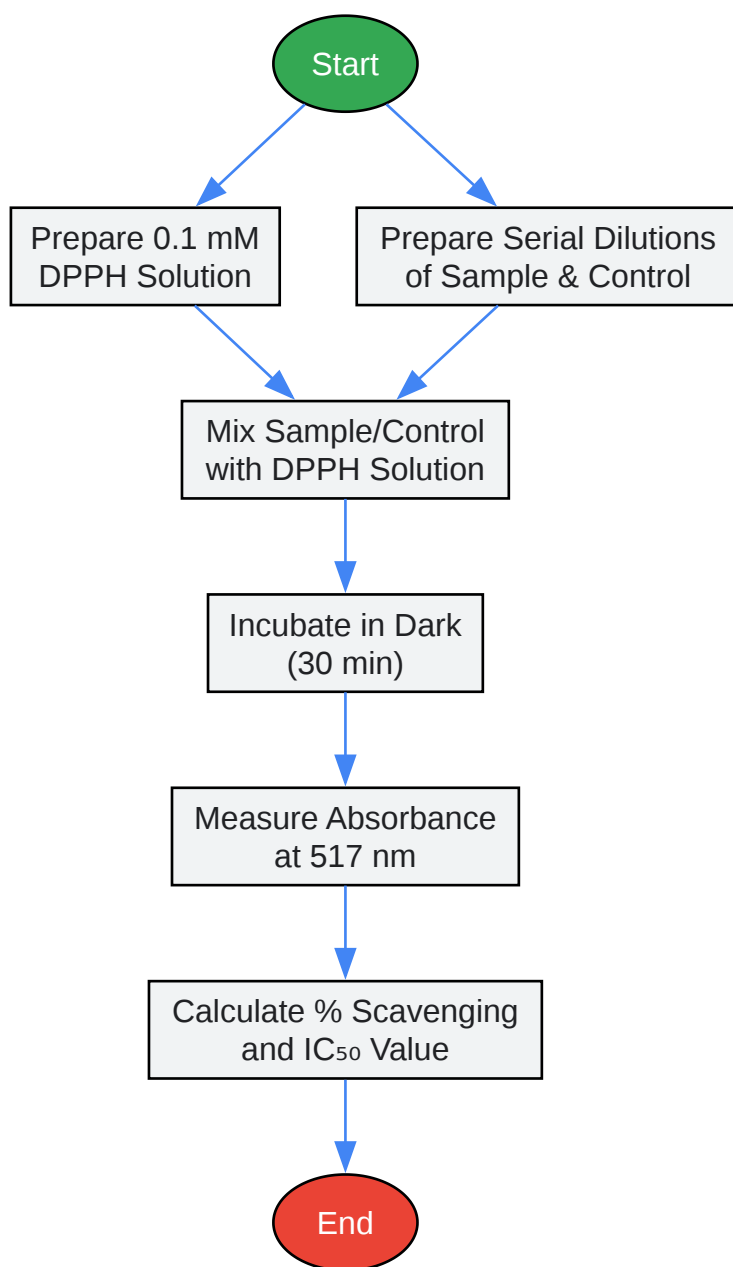 Start
Prepare 0.1 mM
DPPH Solution
Prepare Serial Dilutions
of Sample & Control
Mix Sample/Control
with DPPH Solution
Incubate in Dark
(30 min)
Measure Absorbance
at 517 nm
Calculate % Scavenging
and IC₅₀ Value
End